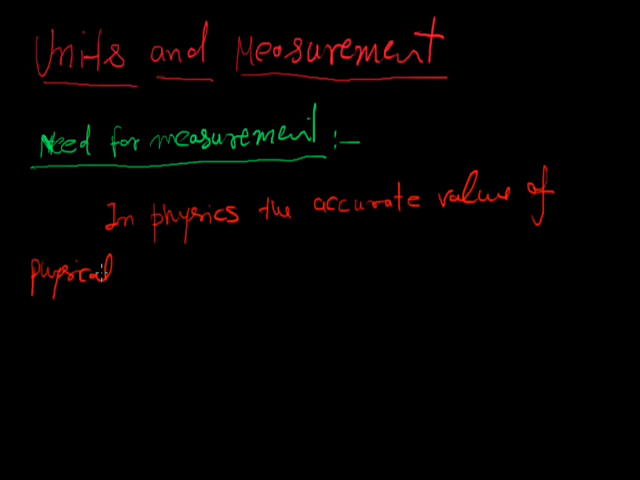 Units and Measurement
Need for measurement :-
In physics the accurate value of
physical